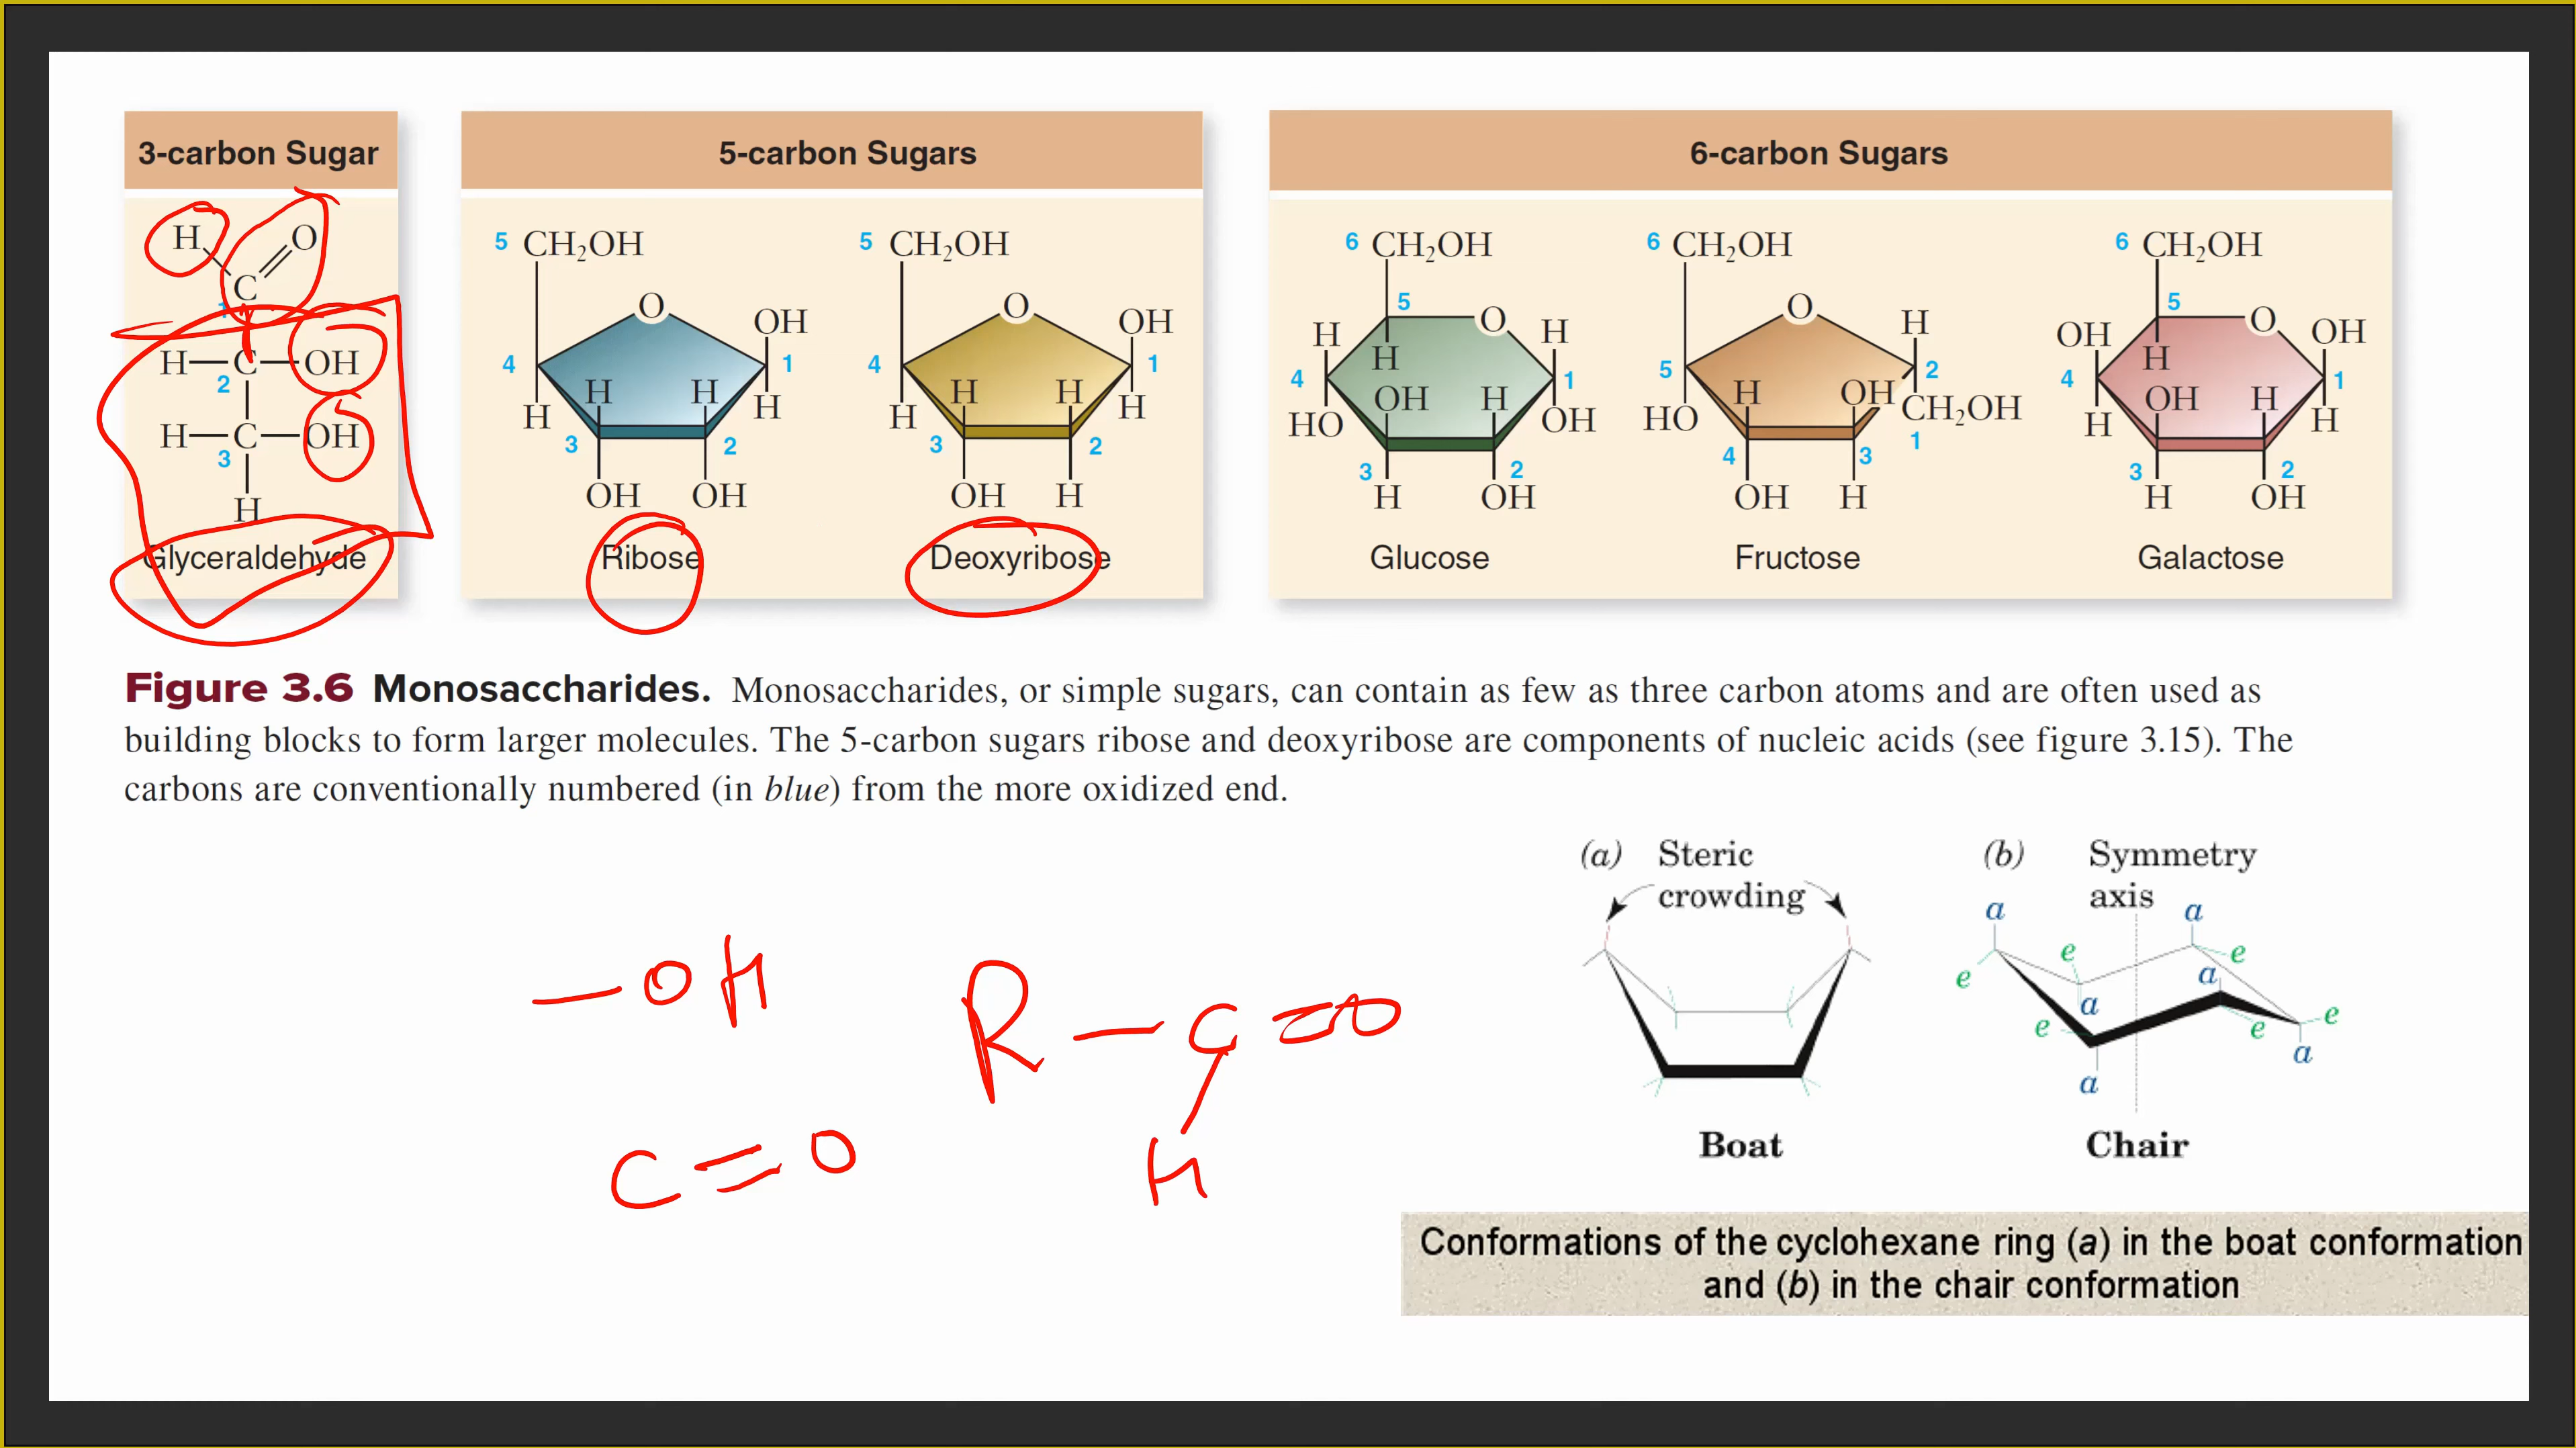 3-carbon Sugar
H
O
C
1
H—C—OH
2
H—C—OH
3
H
Glyceraldehyde
5-carbon Sugars
5 CH₂OH
O
OH
4
1
H
H
H
H
3
2
OH
OH
Ribose
5 CH₂OH
O
OH
4
1
H
H
H
H
3
2
OH
H
Deoxyribose
6-carbon Sugars
6 CH₂OH
5
O
H
H
H
4
1
OH
H
HO
OH
3
2
H
OH
Glucose
6 CH₂OH
O
H
5
2
H
OH
HO
CH₂OH
1
4
3
OH
H
Fructose
6 CH₂OH
5
O
OH
OH
H
4
1
OH
H
H
H
3
2
H
OH
Galactose
Figure 3.6 Monosaccharides. Monosaccharides, or simple sugars, can contain as few as three carbon atoms and are often used as
building blocks to form larger molecules. The 5-carbon sugars ribose and deoxyribose are components of nucleic acids (see figure 3.15). The
carbons are conventionally numbered (in blue) from the more oxidized end.
—OH
C=O
R—C=O
H
(a) Steric
crowding
Boat
(b) Symmetry
axis
a
a
e
e
e
a
a
e
e
e
a
a
Chair
Conformations of the cyclohexane ring (a) in the boat conformation
and (b) in the chair conformation